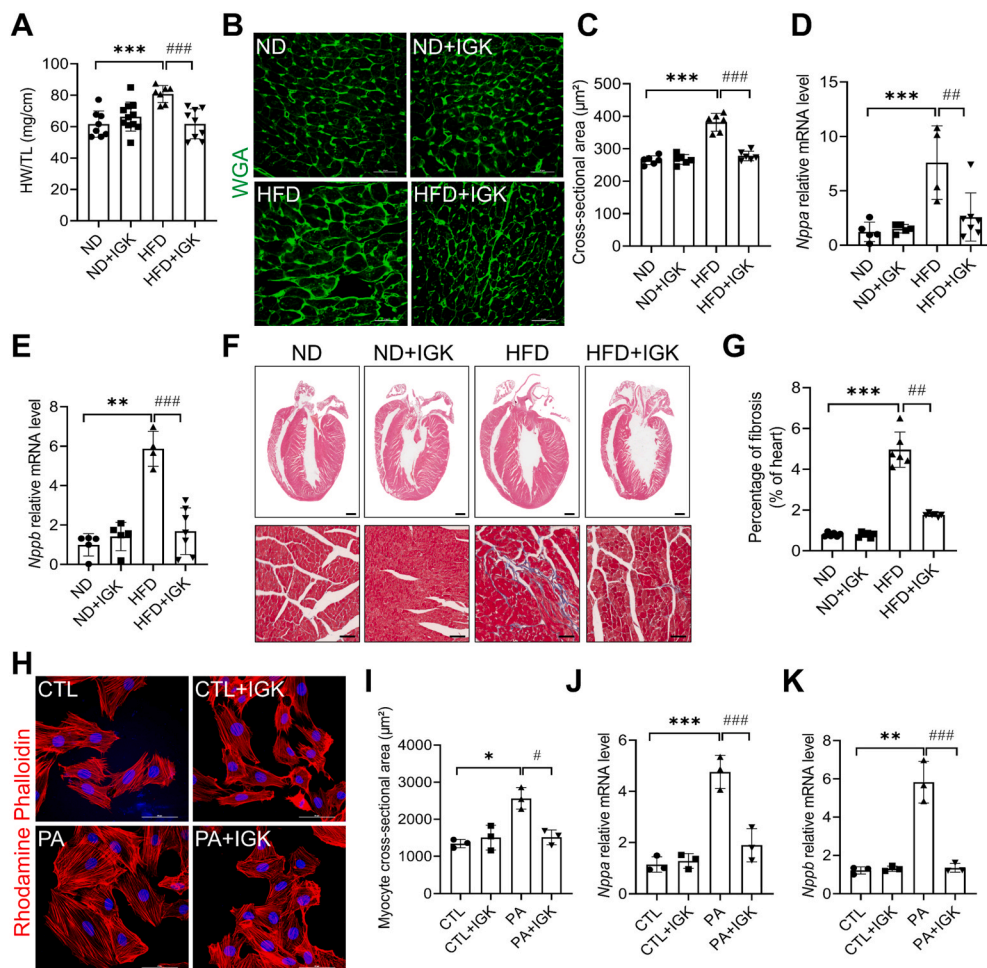 A
HW/TL (mg/cm)
100
80
60
40
20
0
***
###
ND
ND+IGK
HFD
HFD+IGK
B
WGA
ND
ND+IGK
HFD
HFD+IGK
C
Cross-sectional area (µm²)
500
400
300
200
100
0
***
###
ND
ND+IGK
HFD
HFD+IGK
D
Nppa relative mRNA level
15
10
5
0
***
##
ND
ND+IGK
HFD
HFD+IGK
E
Nppb relative mRNA level
8
6
4
2
0
**
###
ND
ND+IGK
HFD
HFD+IGK
F
ND
ND+IGK
HFD
HFD+IGK
G
Percentage of fibrosis
(% of heart)
8
6
4
2
0
***
##
ND
ND+IGK
HFD
HFD+IGK
H
Rhodamine Phalloidin
CTL
CTL+IGK
PA
PA+IGK
I
Myocyte cross-sectional area (µm²)
4000
3000
2000
1000
0
*
#
CTL
CTL+IGK
PA
PA+IGK
J
Nppa relative mRNA level
6
4
2
0
***
###
CTL
CTL+IGK
PA
PA+IGK
K
Nppb relative mRNA level
8
6
4
2
0
**
###
CTL
CTL+IGK
PA
PA+IGK